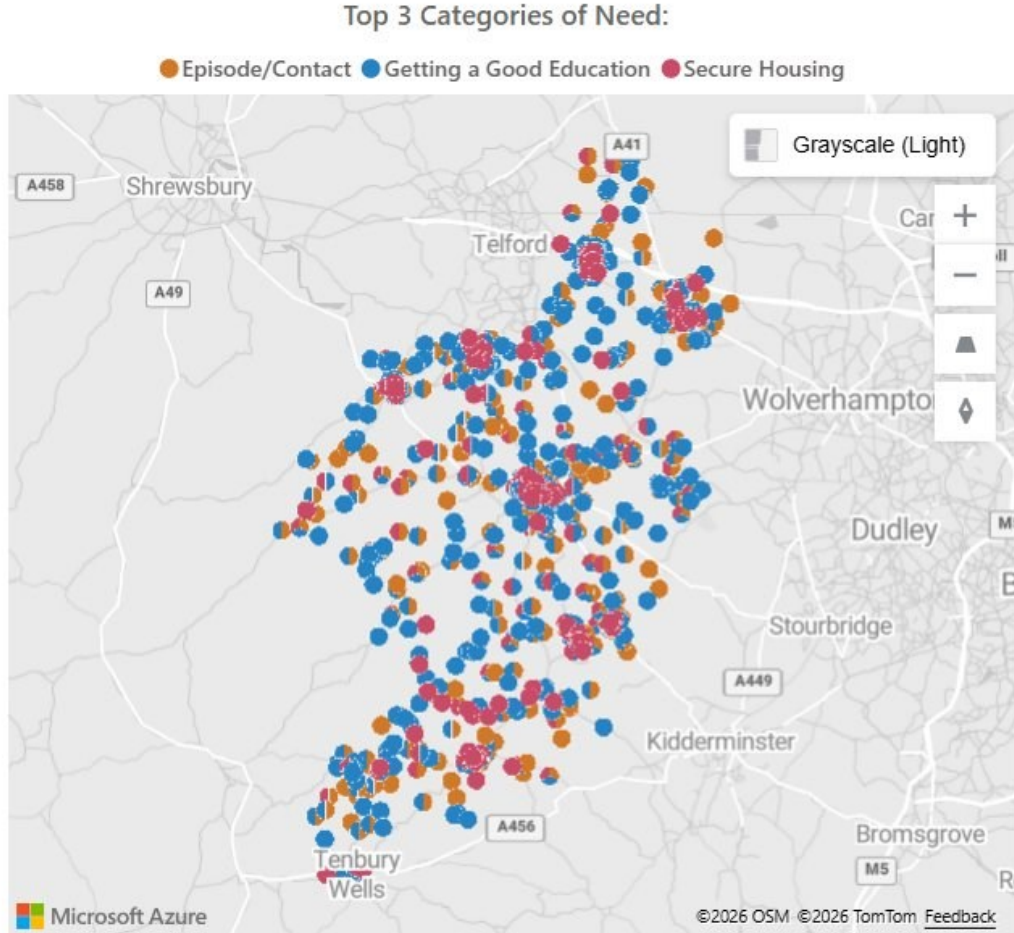 Top 3 Categories of Need:
Episode/Contact Getting a Good Education Secure Housing
A41
Grayscale (Light)
A458
Shrewsbury
Telford
A49
Wolverhampto
Dudley
Stourbridge
A449
Kidderminster
A456
Bromsgrove
Tenbury
Wells
M5
Microsoft Azure
©2026 OSM ©2026 TomTom Feedback